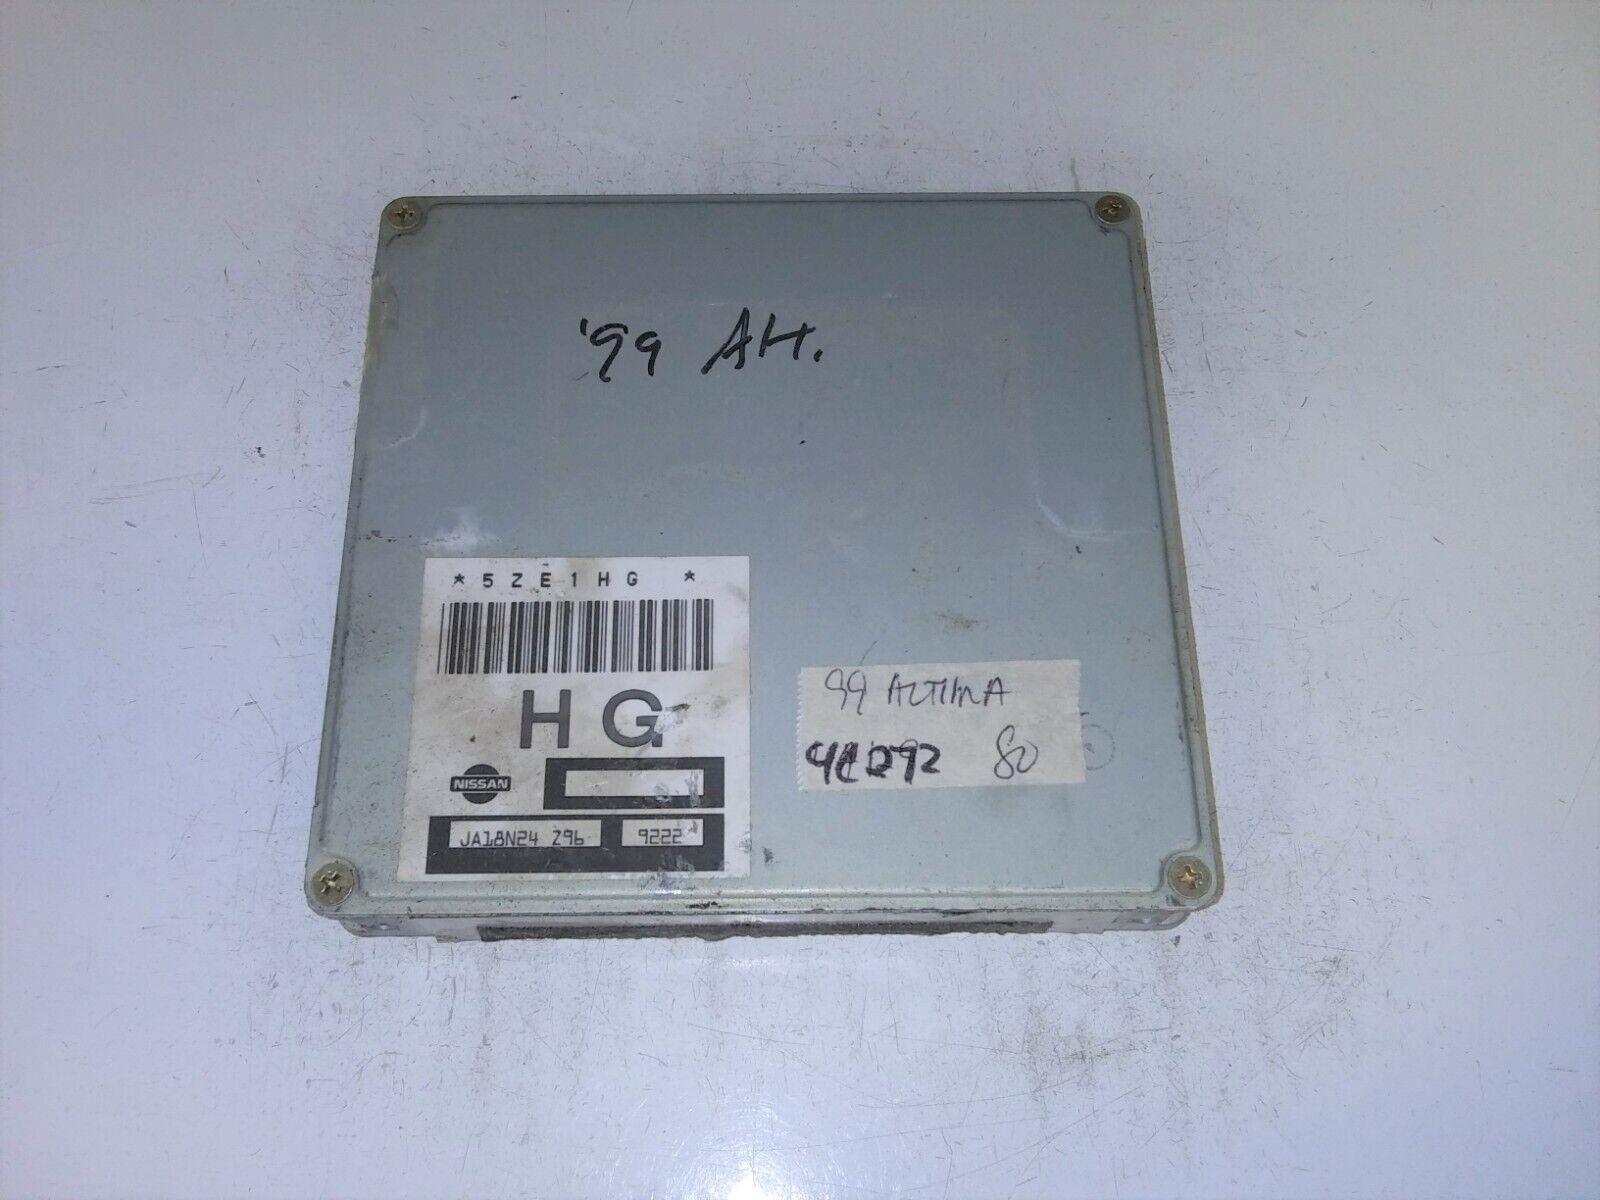 '99 Alt.
* 5ZE1HG *
HG
NISSAN
JA18N24 Z96 9222
99 ALTIMA
80